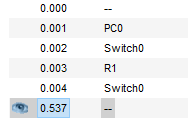 0.000 --
0.001 PC0
0.002 Switch0
0.003 R1
0.004 Switch0
0.537 --